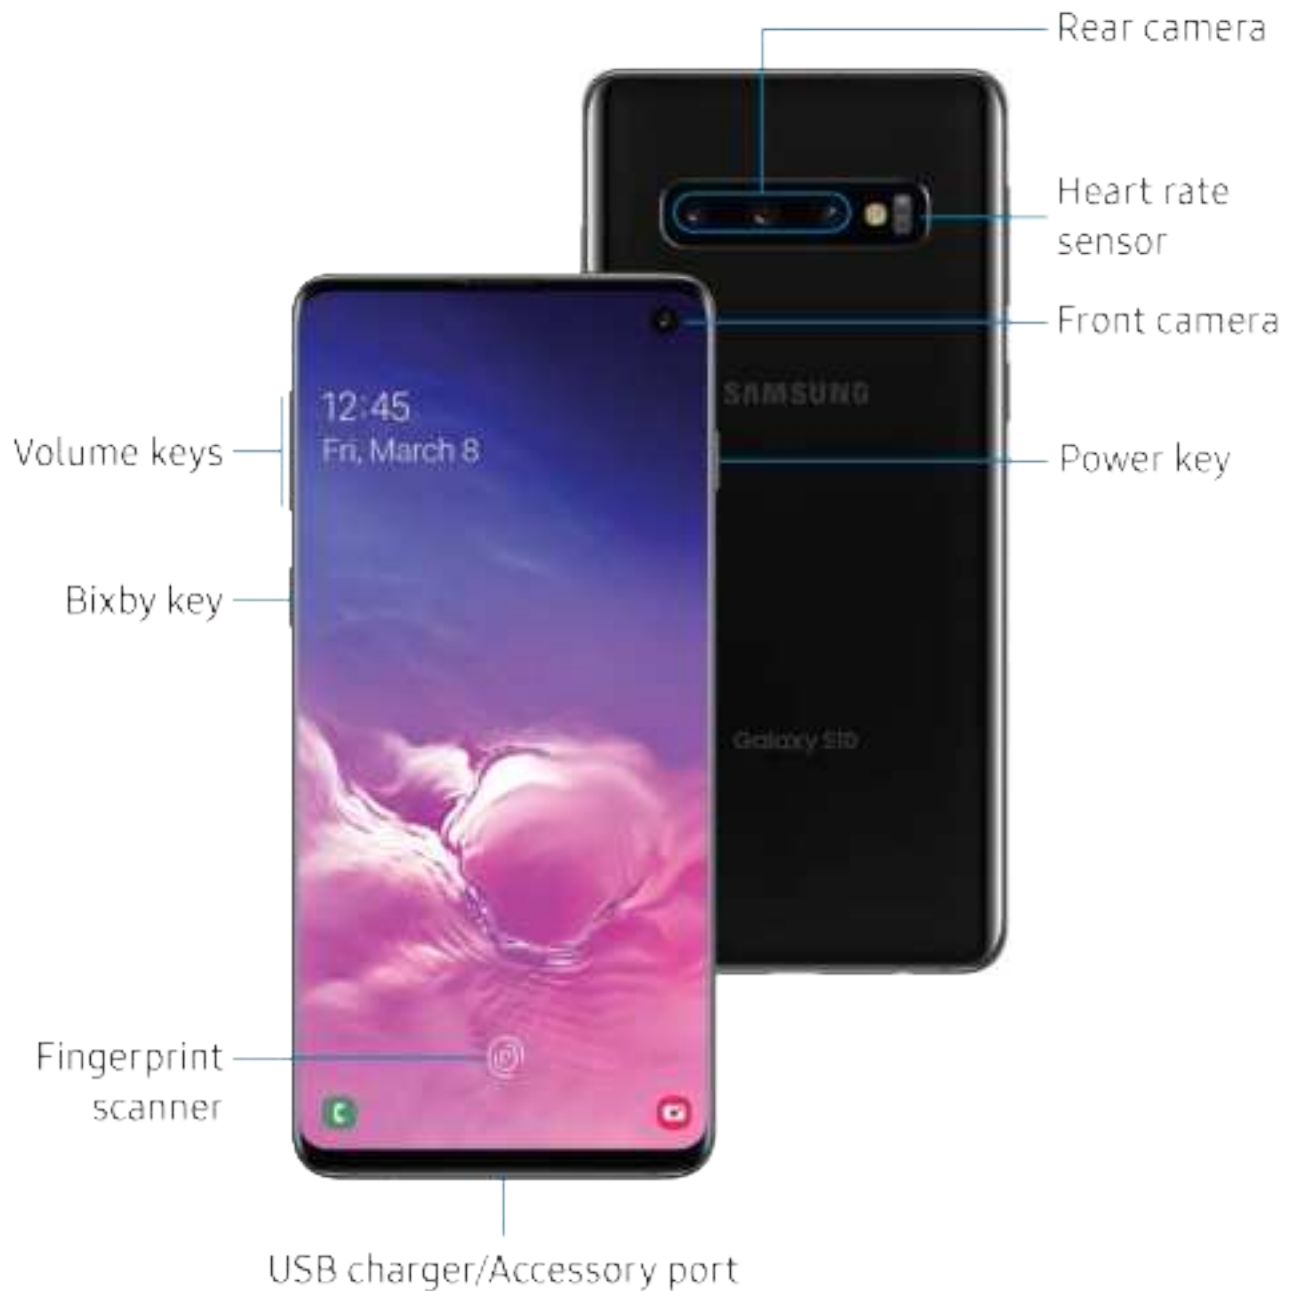 Rear camera
Heart rate
sensor
Front camera
SAMSUNG
12:45
Fri, March 8
Volume keys
Power key
Bixby key
Galaxy S10
Fingerprint
scanner
USB charger/Accessory port